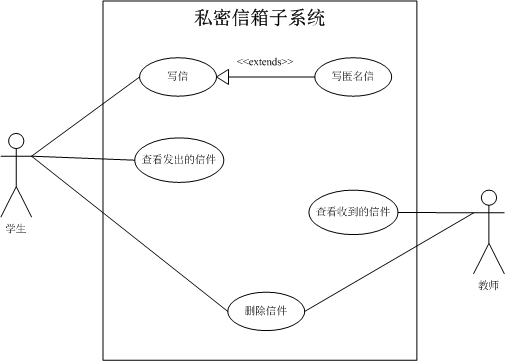 私密信箱子系统
<<extends>>
写信
写匿名信
查看发出的信件
查看收到的信件
学生
教师
删除信件